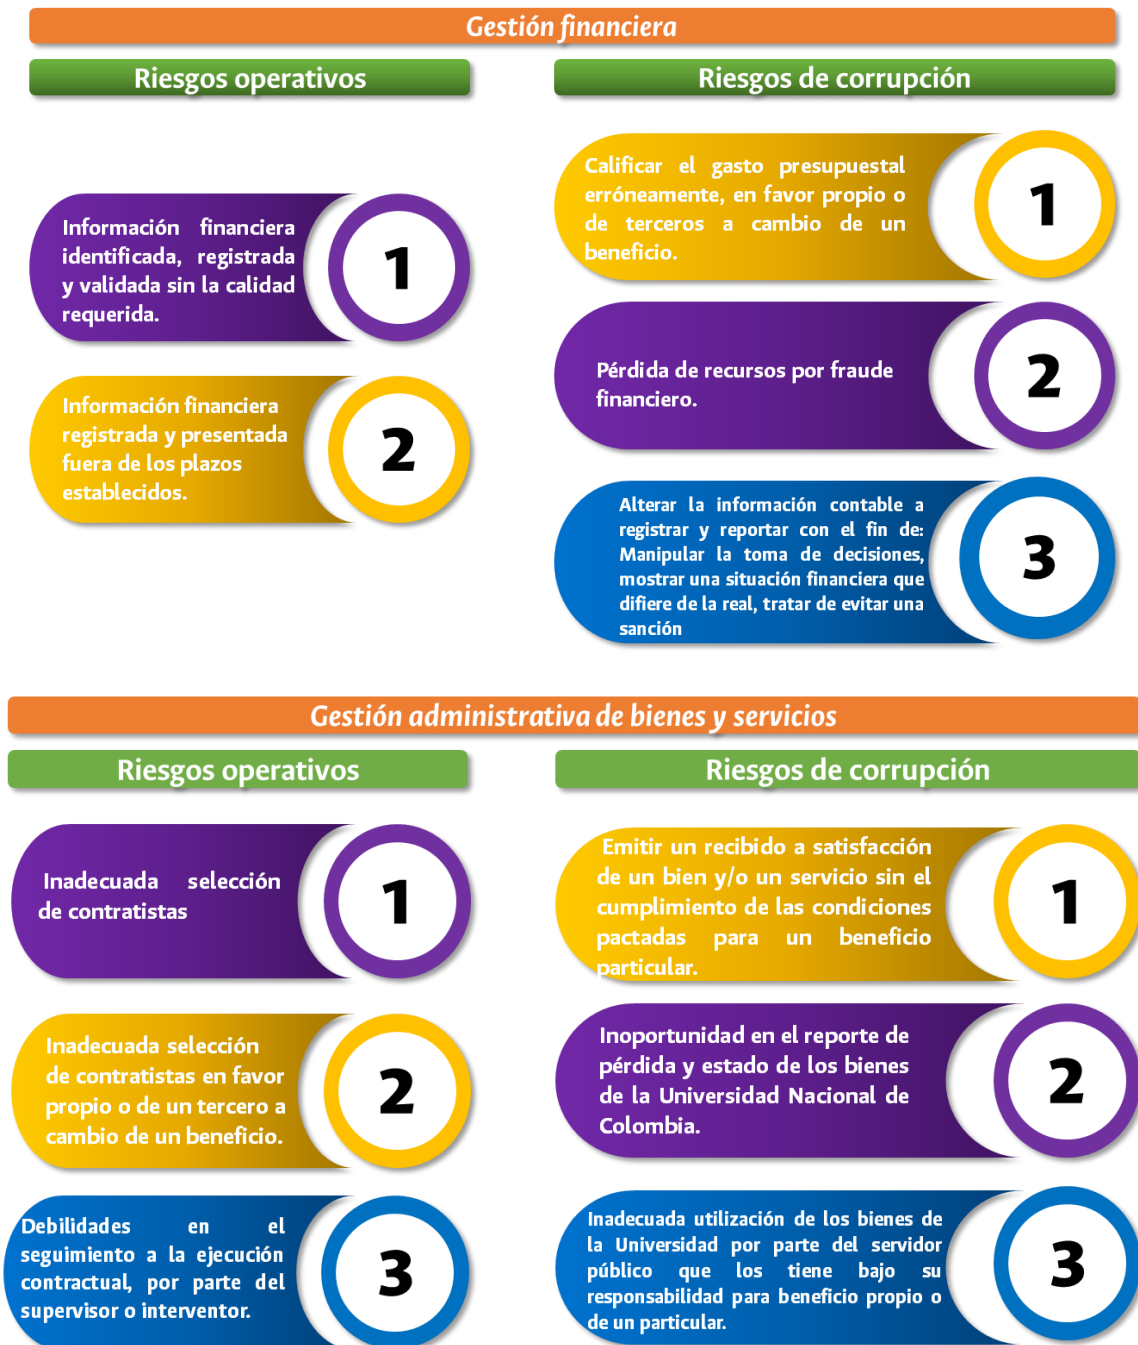 Gestión financiera
Riesgos operativos
Información financiera
identificada, registrada
y validada sin la calidad
requerida.
1
Información financiera
registrada y presentada
fuera de los plazos
establecidos.
2
Riesgos de corrupción
Calificar el gasto presupuestal
erróneamente, en favor propio o
de terceros a cambio de un
beneficio.
1
Pérdida de recursos por fraude
financiero.
2
Alterar la información contable a
registrar y reportar con el fin de:
Manipular la toma de decisiones,
mostrar una situación financiera que
difiere de la real, tratar de evitar una
sanción
3
Gestión administrativa de bienes y servicios
Riesgos operativos
Inadecuada selección
de contratistas
1
Inadecuada selección
de contratistas en favor
propio o de un tercero a
cambio de un beneficio.
2
Debilidades en el
seguimiento a la ejecución
contractual, por parte del
supervisor o interventor.
3
Riesgos de corrupción
Emitir un recibido a satisfacción
de un bien y/o un servicio sin el
cumplimiento de las condiciones
pactadas para un beneficio
particular.
1
Inoportunidad en el reporte de
pérdida y estado de los bienes
de la Universidad Nacional de
Colombia.
2
Inadecuada utilización de los bienes de
la Universidad por parte del servidor
público que los tiene bajo su
responsabilidad para beneficio propio o
de un particular.
3